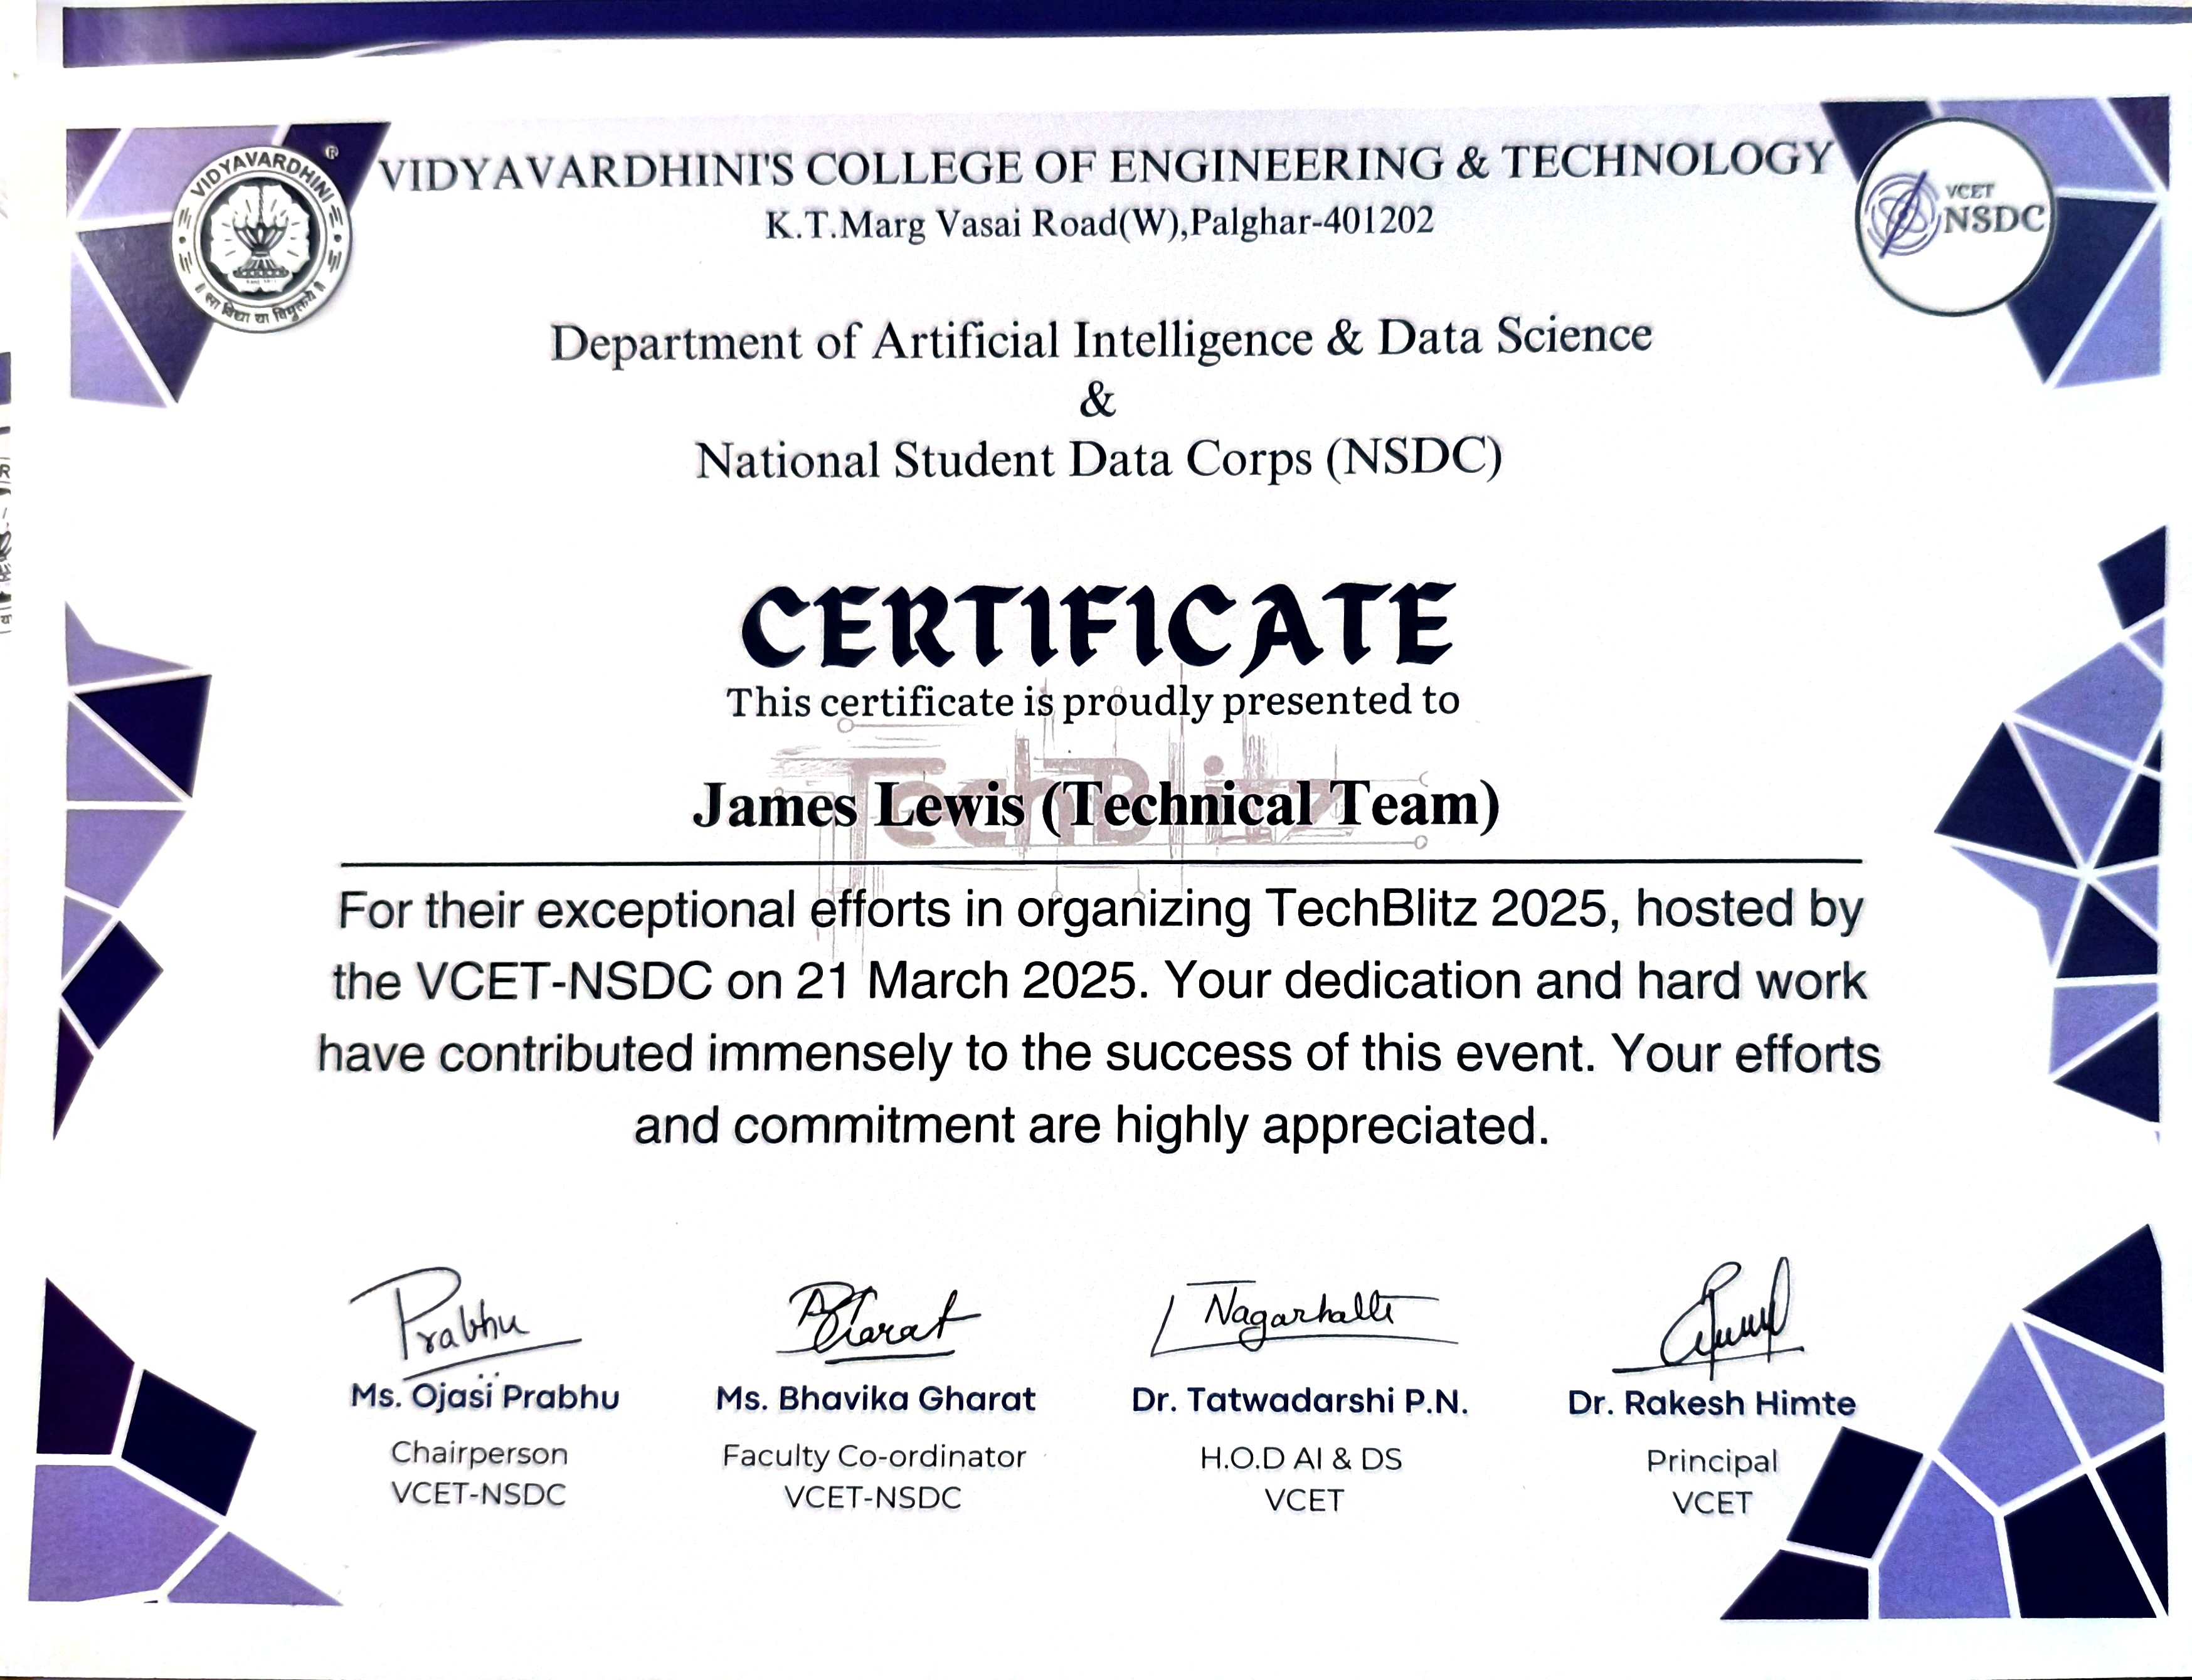 VIDYAVARDHINI
®
सा विद्या या विमुक्तये
VIDYAVARDHINI'S COLLEGE OF ENGINEERING & TECHNOLOGY
K.T.Marg Vasai Road(W),Palghar-401202
VCET
NSDC
Department of Artificial Intelligence & Data Science
&
National Student Data Corps (NSDC)
CERTIFICATE
This certificate is proudly presented to
TechBlitz
James Lewis (Technical Team)
For their exceptional efforts in organizing TechBlitz 2025, hosted by
the VCET-NSDC on 21 March 2025. Your dedication and hard work
have contributed immensely to the success of this event. Your efforts
and commitment are highly appreciated.
Prabhu
Nagarhalli
Ms. Ojasi Prabhu
Ms. Bhavika Gharat
Dr. Tatwadarshi P.N.
Dr. Rakesh Himte
Chairperson
Faculty Co-ordinator
H.O.D AI & DS
Principal
VCET-NSDC
VCET-NSDC
VCET
VCET